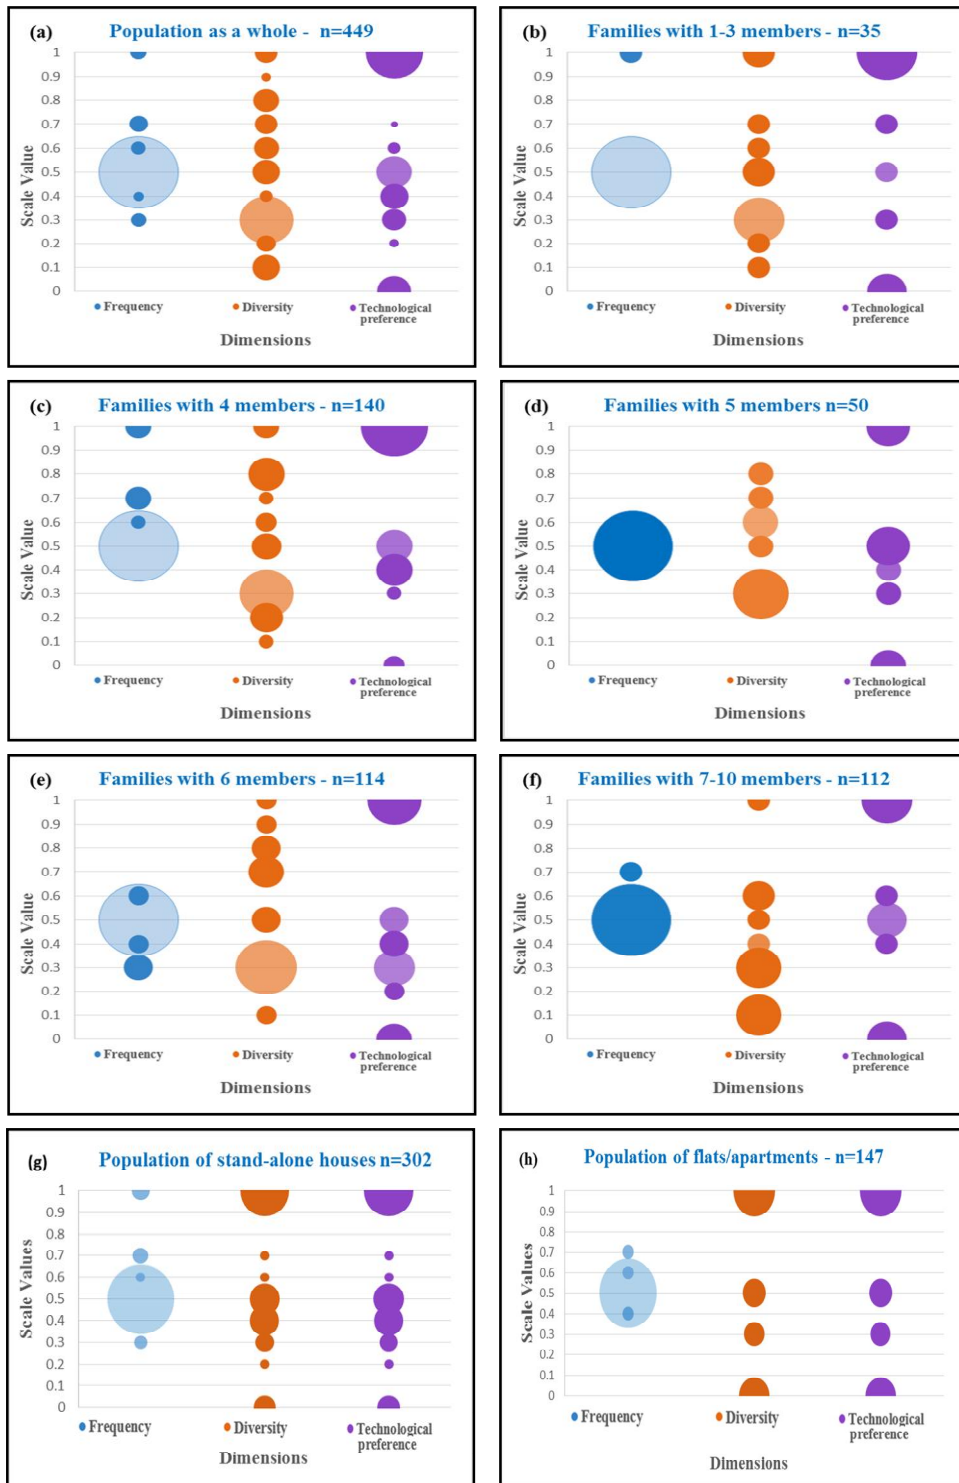 (a) Population as a whole - n=449
1
0.9
0.8
0.7
0.6
0.5
0.4
0.3
0.2
0.1
0
Scale Value
Frequency Diversity Technological
preference
Dimensions
(b) Families with 1-3 members - n=35
1
0.9
0.8
0.7
0.6
0.5
0.4
0.3
0.2
0.1
0
Scale Value
Frequency Diversity Technological
preference
Dimensions
(c) Families with 4 members - n=140
1
0.9
0.8
0.7
0.6
0.5
0.4
0.3
0.2
0.1
0
Scale Value
Frequency Diversity Technological
preference
Dimensions
(d) Families with 5 members n=50
1
0.9
0.8
0.7
0.6
0.5
0.4
0.3
0.2
0.1
0
Scale Value
Frequency Diversity Technological
preference
Dimensions
(e) Families with 6 members - n=114
1
0.9
0.8
0.7
0.6
0.5
0.4
0.3
0.2
0.1
0
Scale Value
Frequency Diversity Technological
preference
Dimensions
(f) Families with 7-10 members - n=112
1
0.9
0.8
0.7
0.6
0.5
0.4
0.3
0.2
0.1
0
Scale Value
Frequency Diversity Technological
preference
Dimensions
(g) Population of stand-alone houses n=302
1
0.9
0.8
0.7
0.6
0.5
0.4
0.3
0.2
0.1
0
Scale Values
Frequency Diversity Technological
preference
Dimensions
(h) Population of flats/apartments - n=147
1
0.9
0.8
0.7
0.6
0.5
0.4
0.3
0.2
0.1
0
Scale Values
Frequency Diversity Technological
preference
Dimensions